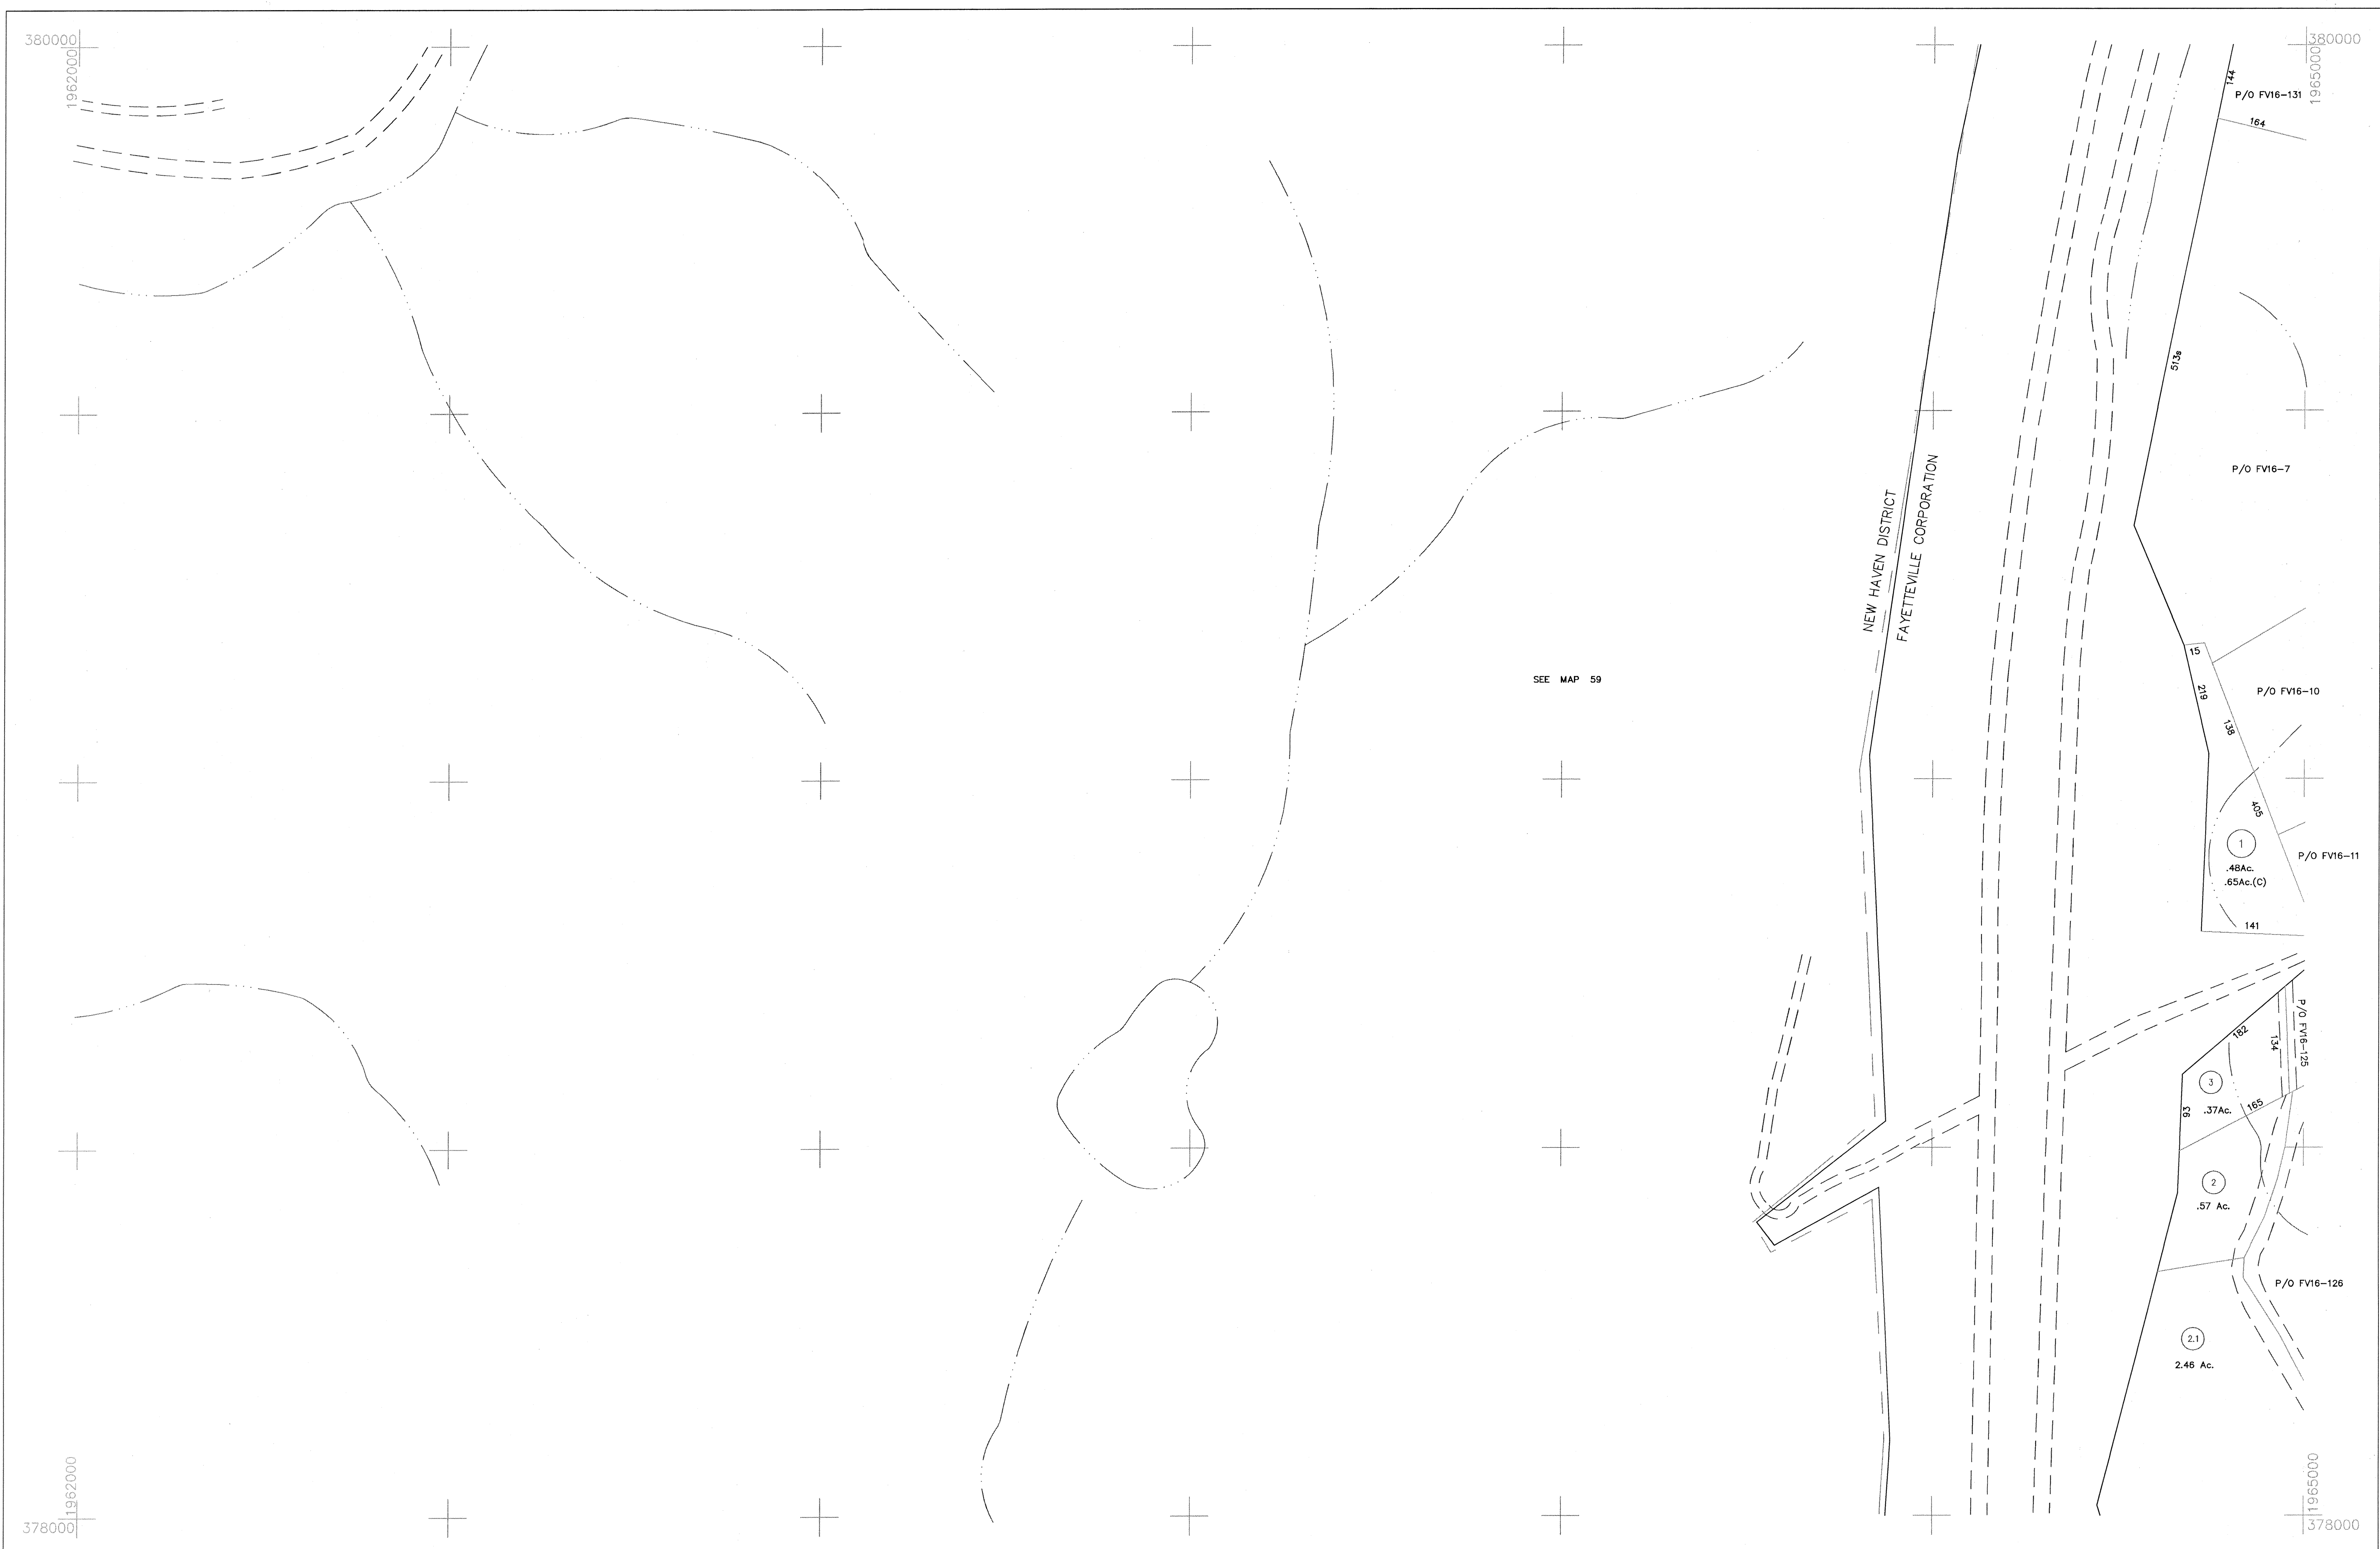 380000
1962000
380000
1965000
144
P/O FV16-131
164
513s
P/O FV16-7
NEW HAVEN DISTRICT
FAYETTEVILLE CORPORATION
SEE MAP 59
15
219
P/O FV16-10
138
405
1
.48Ac.
.65Ac.(C)
P/O FV16-11
141
182
134
P/O FV16-125
3
.37Ac.
93
165
2
.57 Ac.
P/O FV16-126
2.1
2.46 Ac.
1962000
378000
1965000
378000